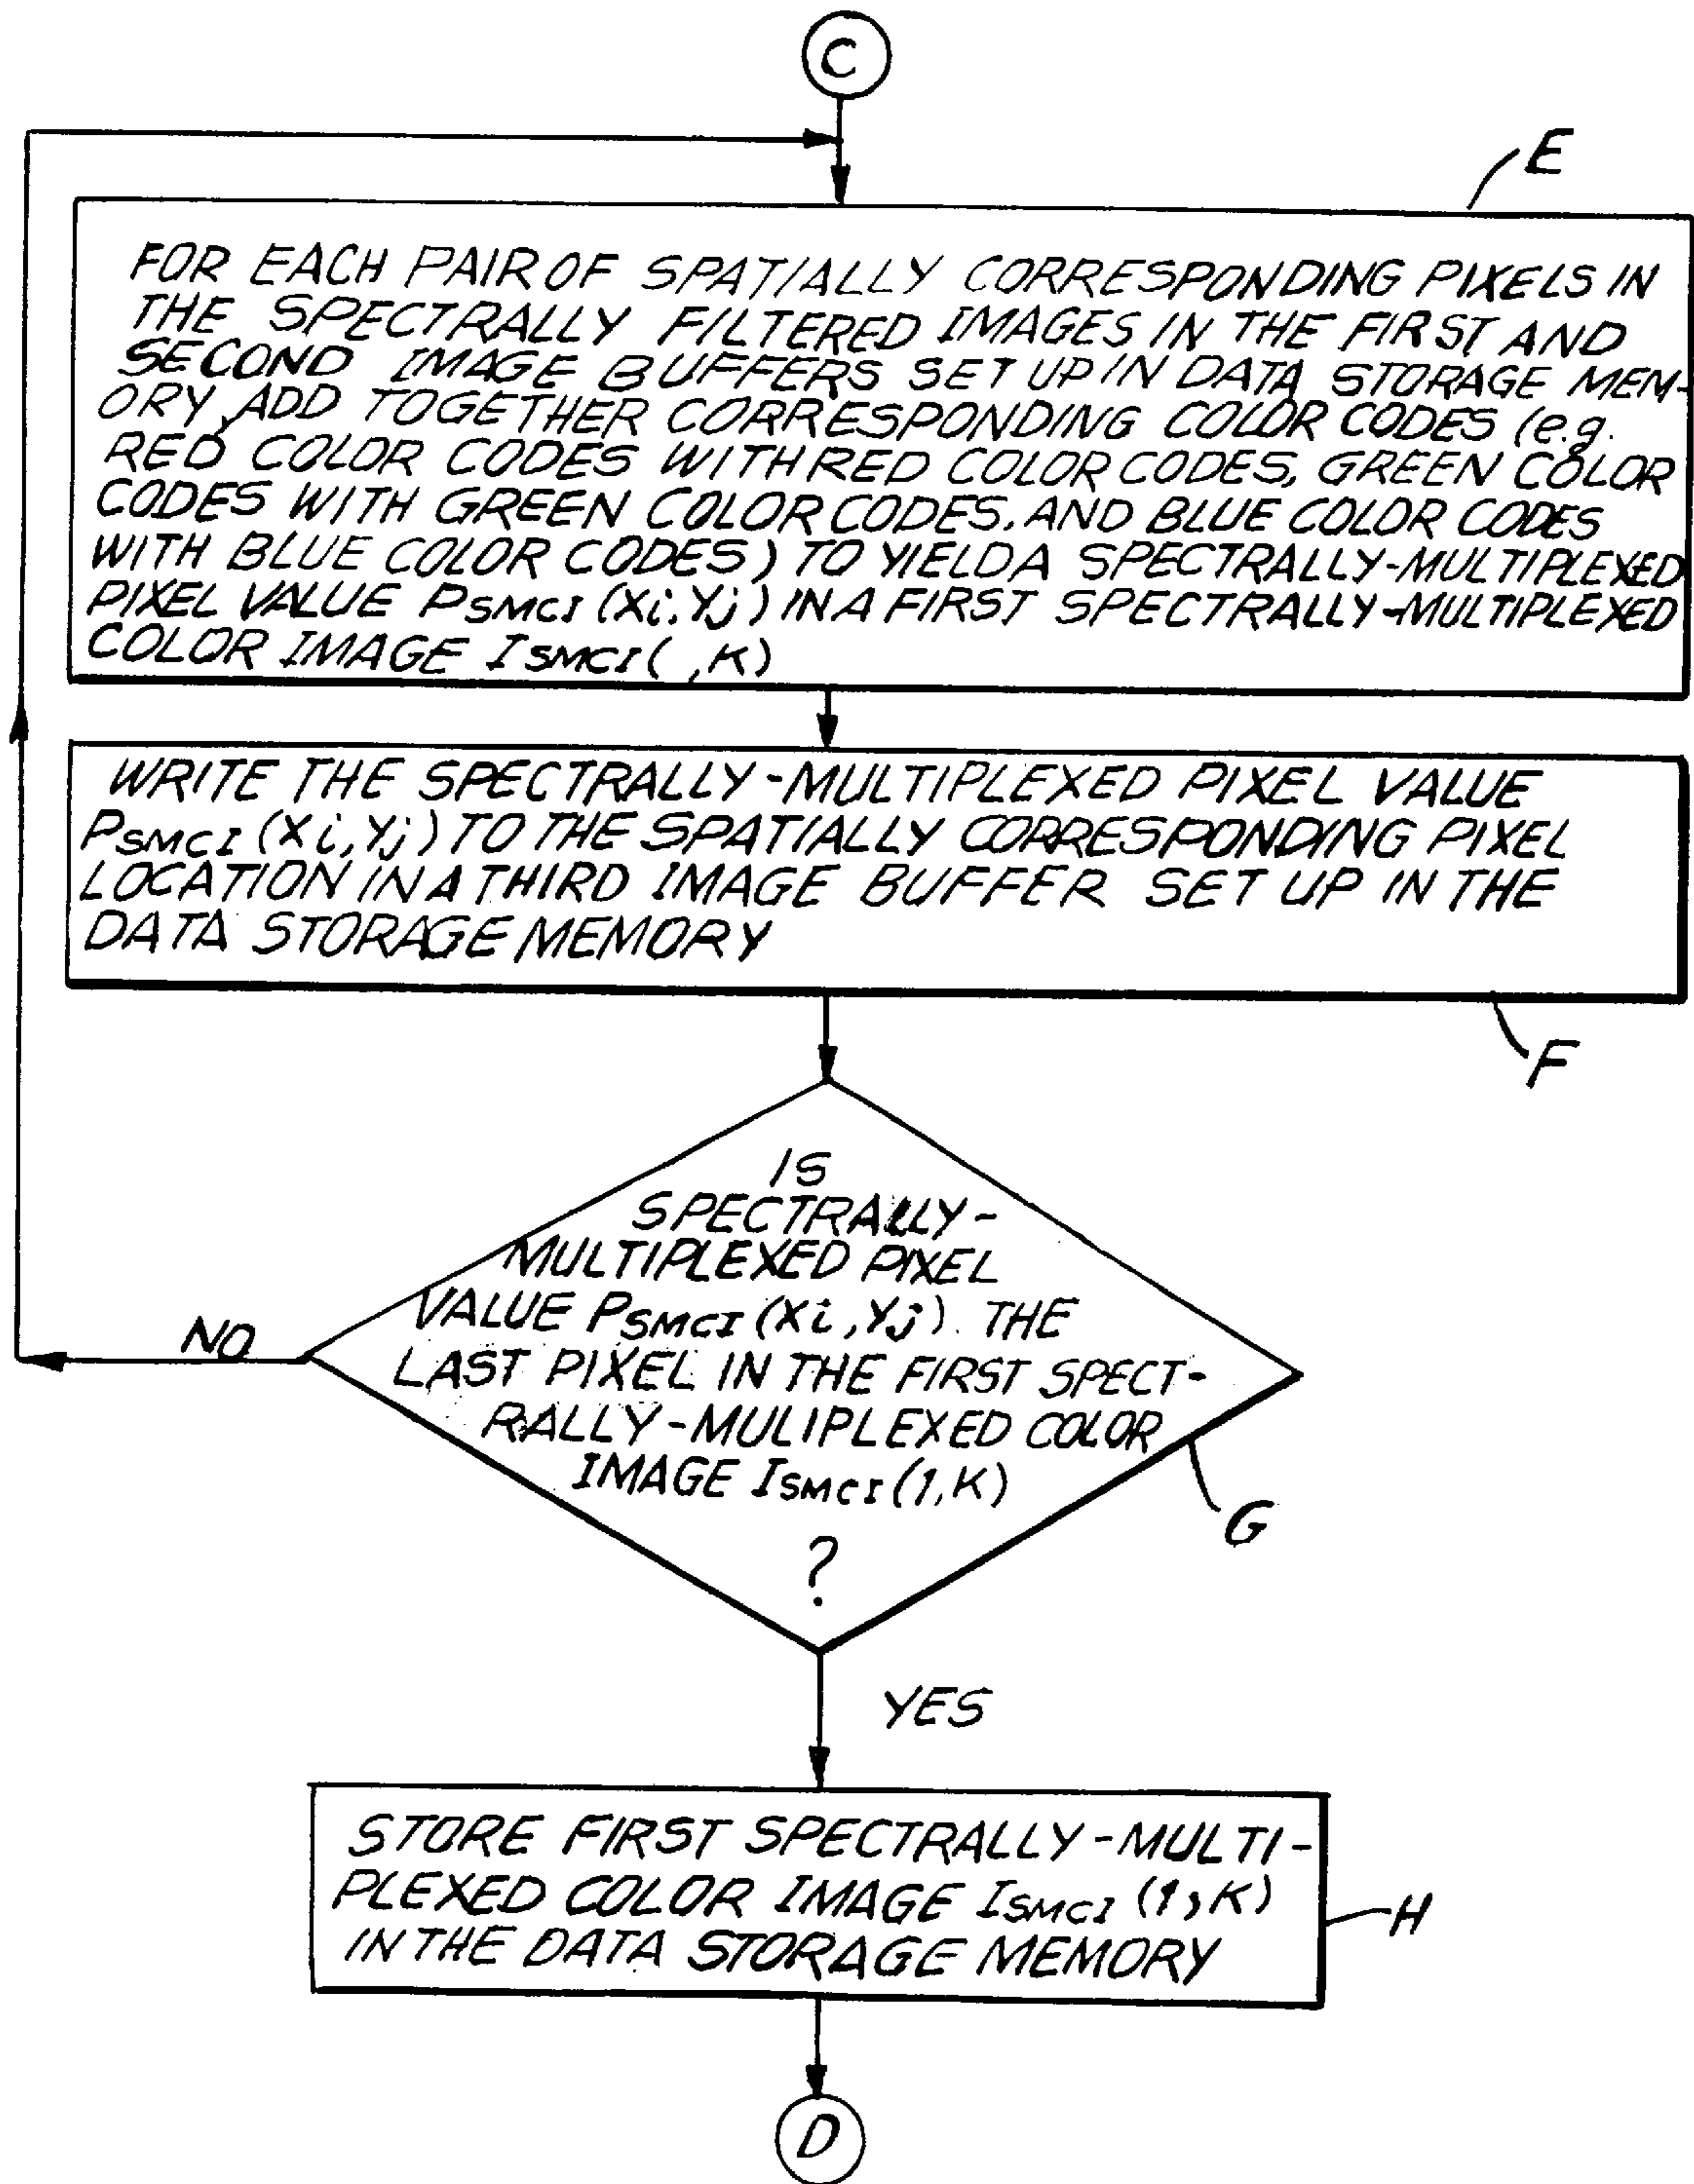 C
E
FOR EACH PAIR OF SPATIALLY CORRESPONDING PIXELS IN
THE SPECTRALLY FILTERED IMAGES IN THE FIRST AND
SECOND IMAGE BUFFERS SET UP IN DATA STORAGE MEM-
ORY, ADD TOGETHER CORRESPONDING COLOR CODES (e.g.
RED COLOR CODES WITH RED COLOR CODES, GREEN COLOR
CODES WITH GREEN COLOR CODES, AND BLUE COLOR CODES
WITH BLUE COLOR CODES) TO YIELD A SPECTRALLY-MULTIPLEXED
PIXEL VALUE PSMCI (Xi, Yj) IN A FIRST SPECTRALLY-MULTIPLEXED
COLOR IMAGE ISMCI ( ,K)
WRITE THE SPECTRALLY-MULTIPLEXED PIXEL VALUE
PSMCI (Xi, Yj) TO THE SPATIALLY CORRESPONDING PIXEL
LOCATION IN A THIRD IMAGE BUFFER SET UP IN THE
DATA STORAGE MEMORY
F
IS
SPECTRALLY-
MULTIPLEXED PIXEL
VALUE PSMCI (Xi, Yj). THE
NO
LAST PIXEL IN THE FIRST SPECT-
RALLY-MULIPLEXED COLOR
IMAGE ISMCI (1,K)
G
?
YES
STORE FIRST SPECTRALLY-MULTI-
PLEXED COLOR IMAGE ISMCI (1,K)
H
IN THE DATA STORAGE MEMORY
D